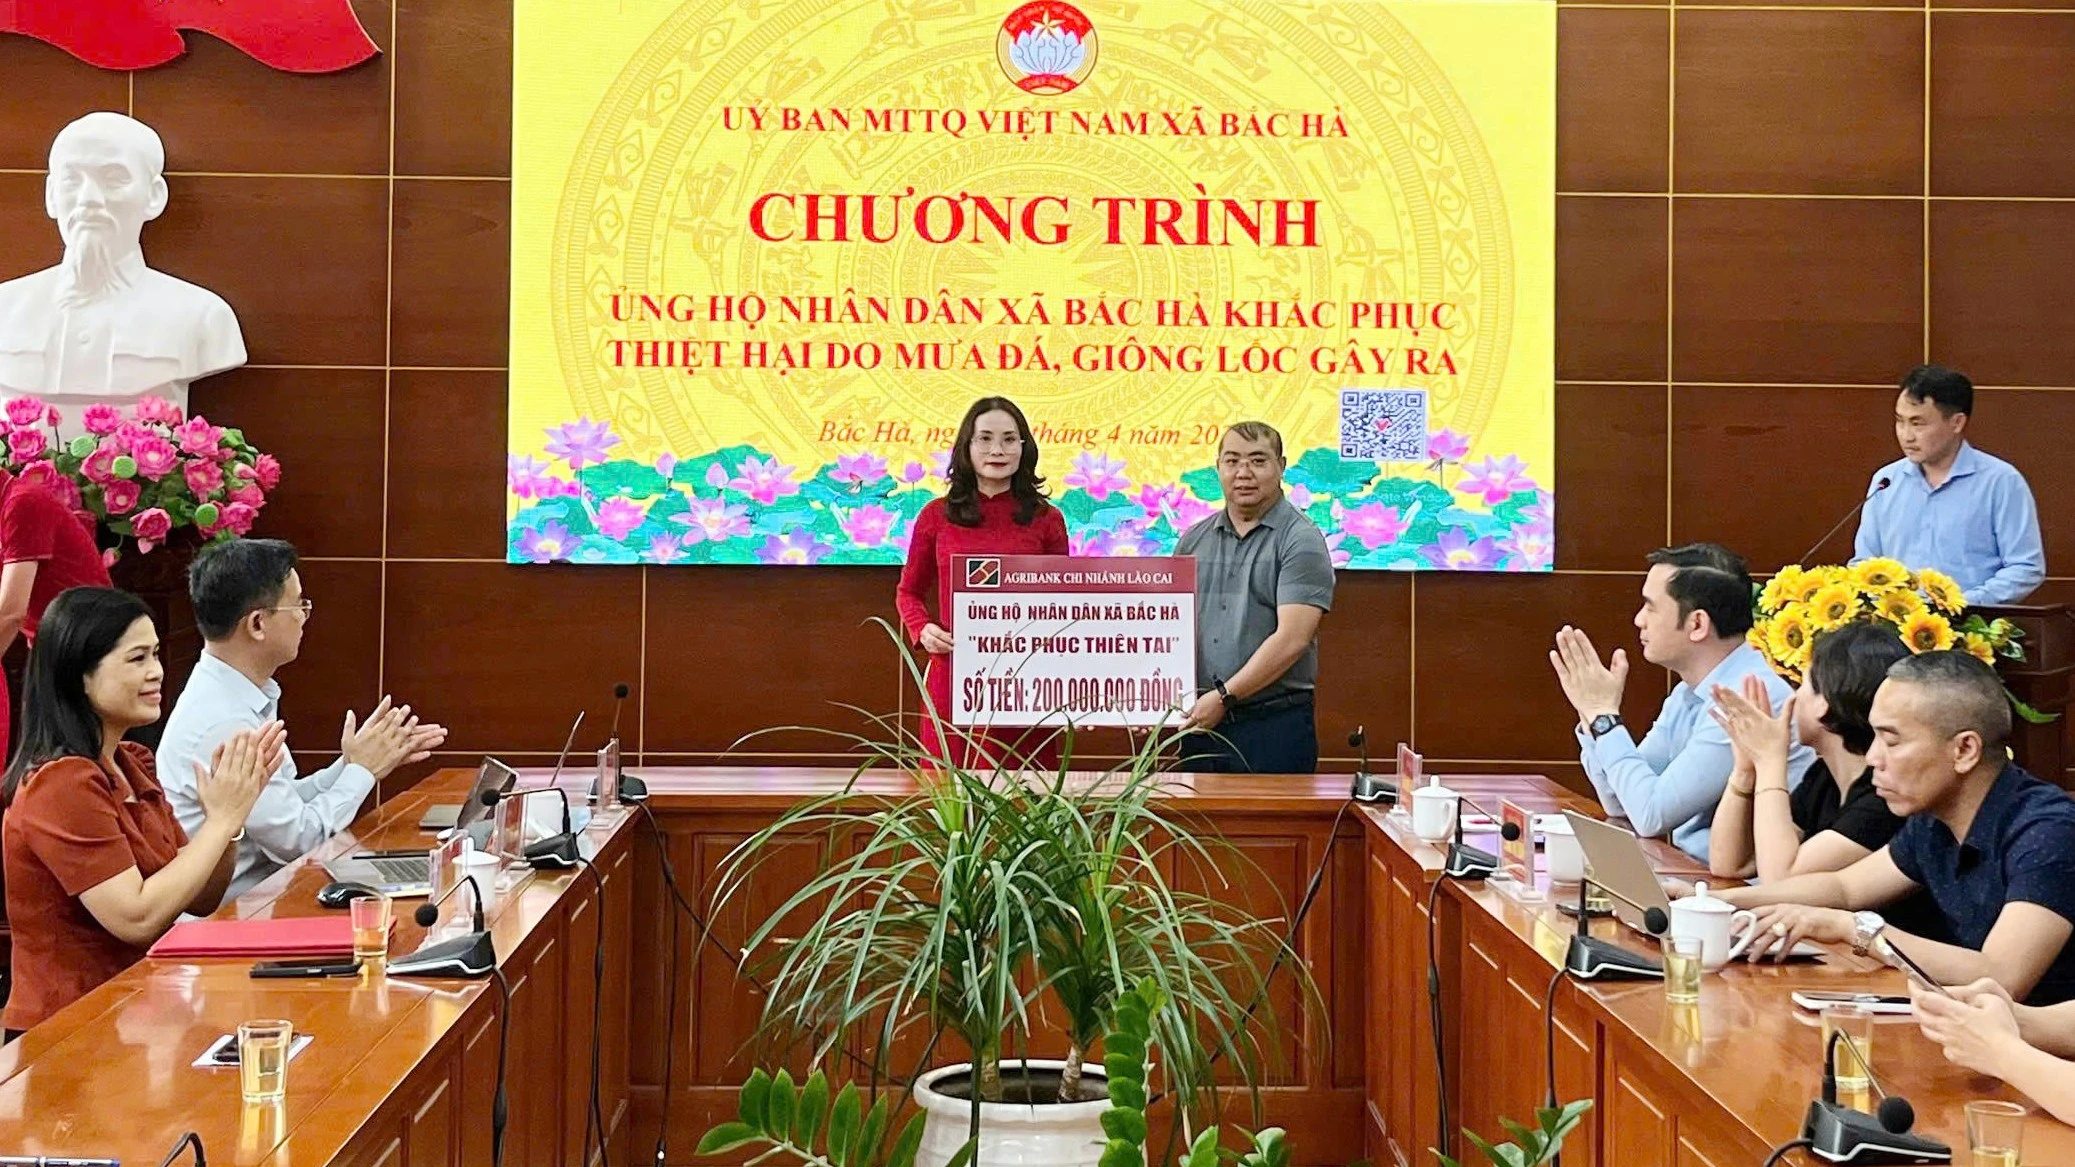 UỶ BAN MTTQ VIỆT NAM XÃ BẮC HÀ
CHƯƠNG TRÌNH
ỦNG HỘ NHÂN DÂN XÃ BẮC HÀ KHẮC PHỤC
THIỆT HẠI DO MƯA ĐÁ, GIÔNG LỐC GÂY RA
Bắc Hà, tháng 4 năm
AGRIBANK CHI NHÁNH LÀO CAI
ỦNG HỘ NHÂN DÂN XÃ BẮC HÀ
"KHẮC PHỤC THIÊN TAI"
SỐ TIỀN: 200,000,000 ĐỒNG